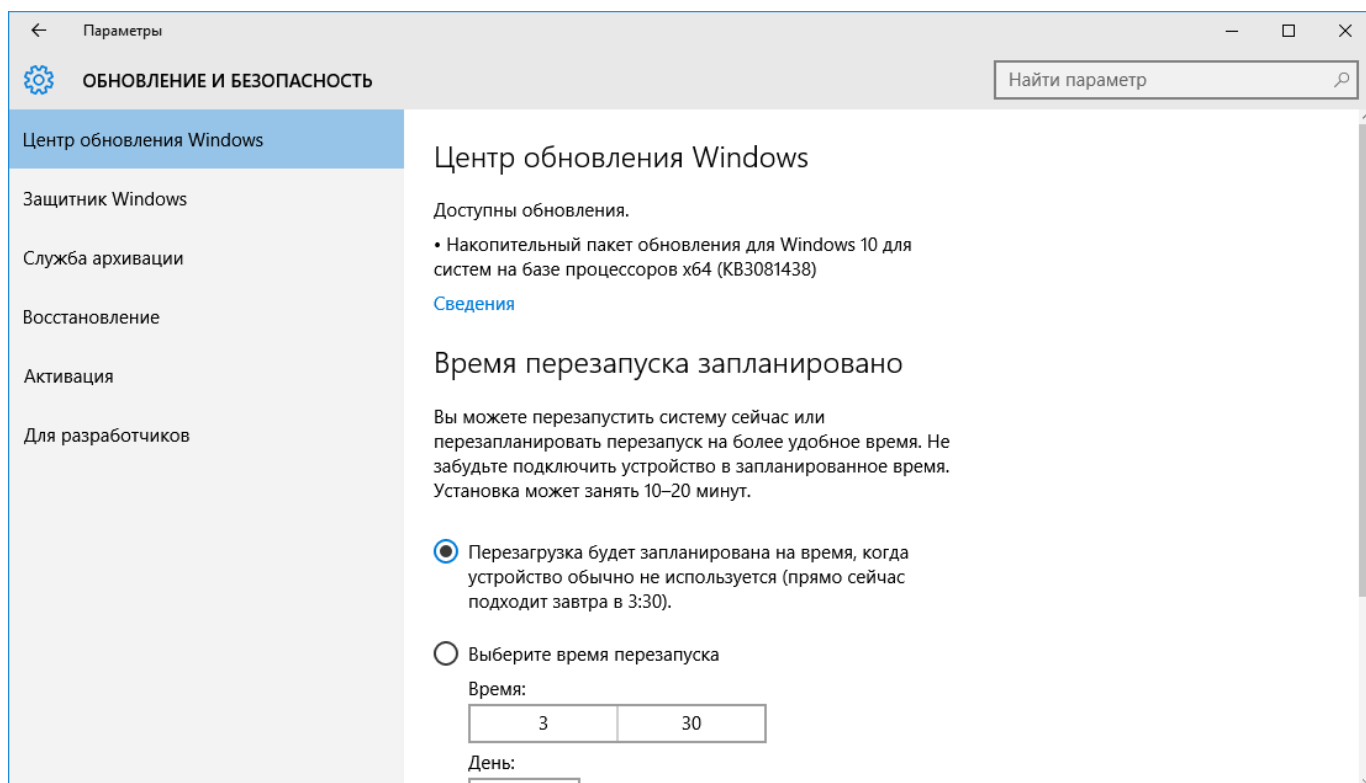 Параметры
ОБНОВЛЕНИЕ И БЕЗОПАСНОСТЬ
Найти параметр
Центр обновления Windows
Защитник Windows
Служба архивации
Восстановление
Активация
Для разработчиков
Центр обновления Windows
Доступны обновления.
• Накопительный пакет обновления для Windows 10 для
систем на базе процессоров x64 (KB3081438)
Сведения
Время перезапуска запланировано
Вы можете перезапустить систему сейчас или
перезапланировать перезапуск на более удобное время. Не
забудьте подключить устройство в запланированное время.
Установка может занять 10–20 минут.
Перезагрузка будет запланирована на время, когда
устройство обычно не используется (прямо сейчас
подходит завтра в 3:30).
Выберите время перезапуска
Время:
3 30
День: